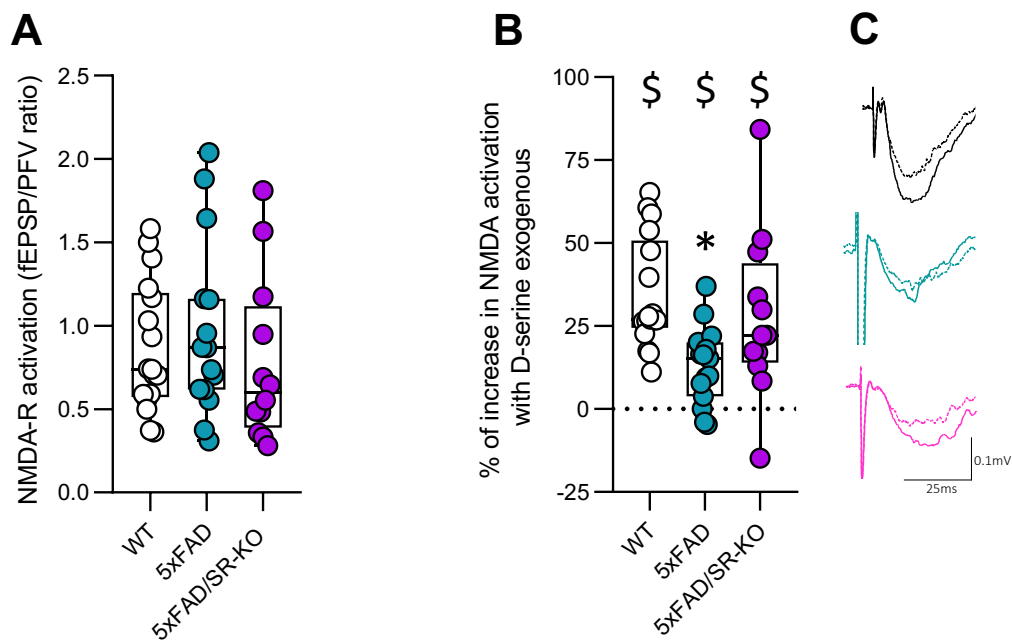 A
B
C
NMDA-R activation (fEPSP/PFV ratio)
2.5
2.0
1.5
1.0
0.5
0.0
WT
5xFAD
5xFAD/SR-KO
% of increase in NMDA activation
with D-serine exogenous
100
75
50
25
0
-25
$ $ $
*
WT
5xFAD
5xFAD/SR-KO
0.1mV
25ms